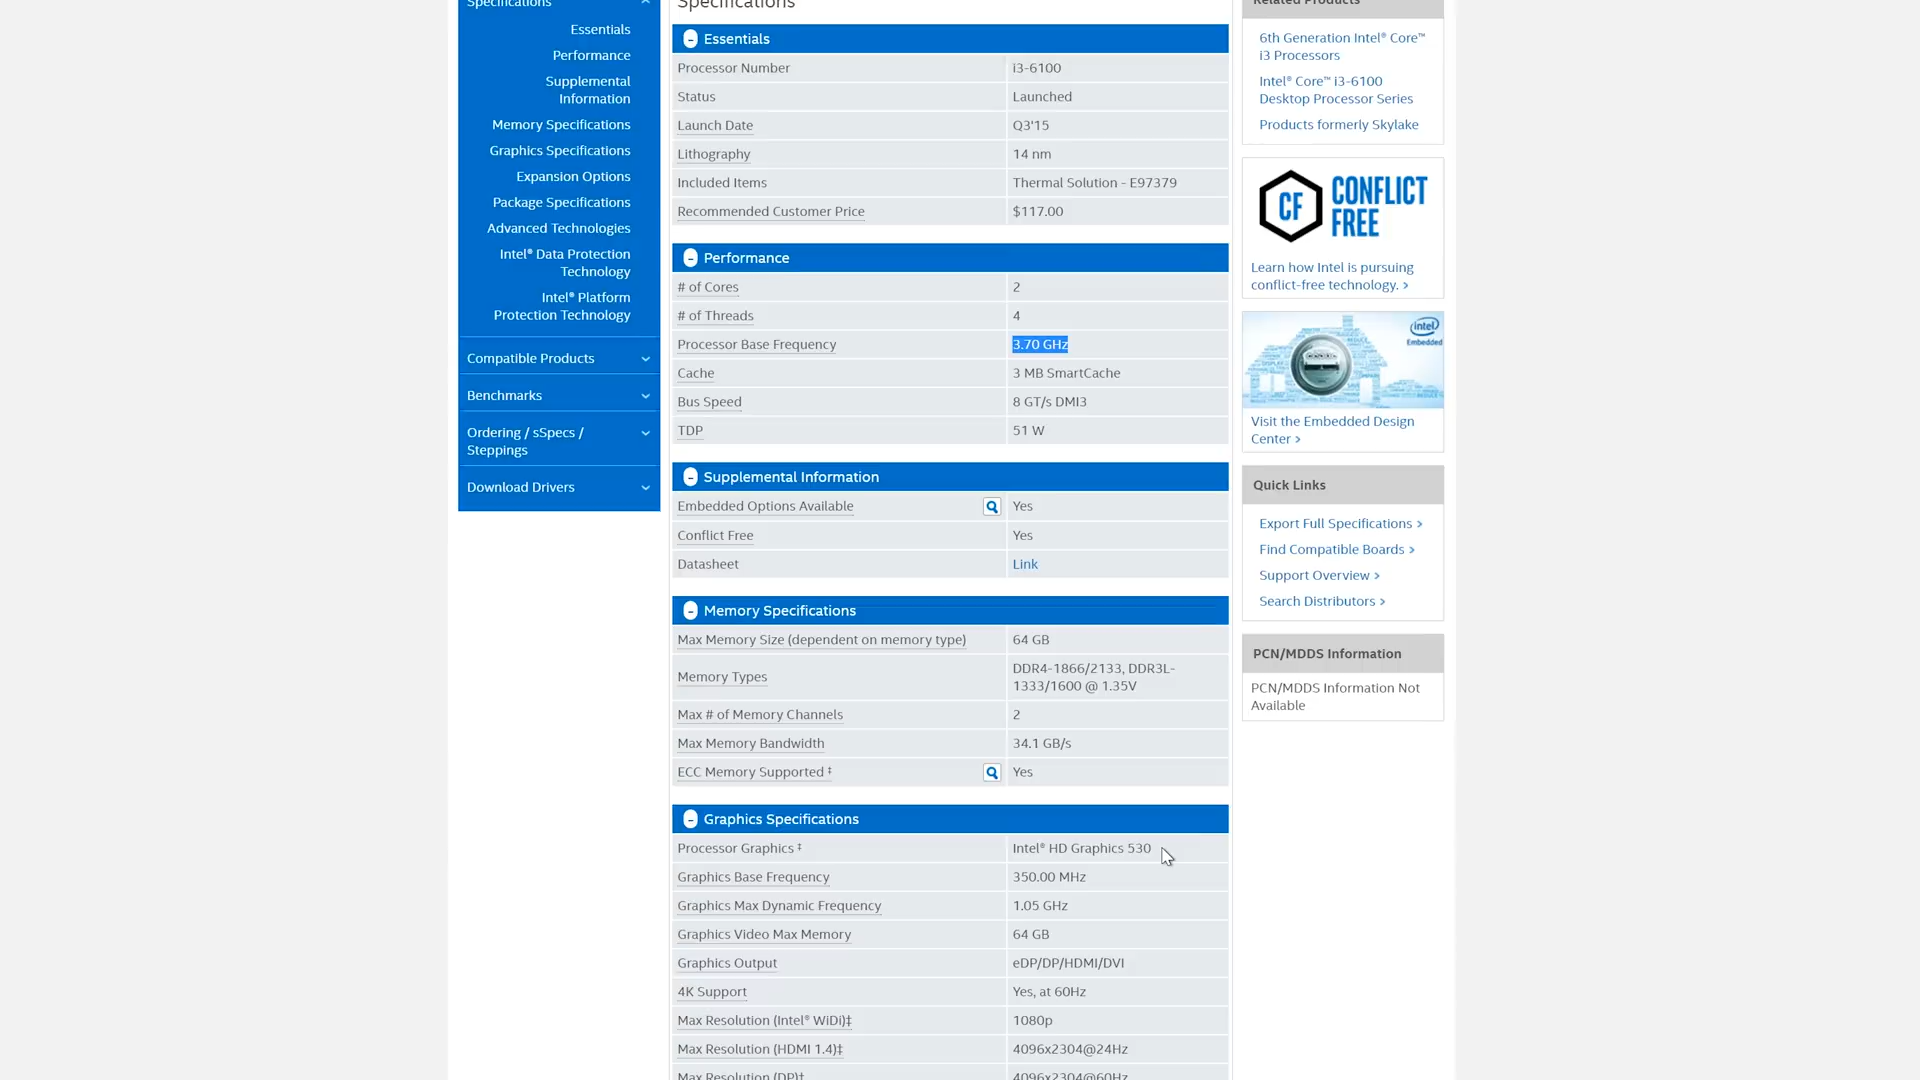 Specifications
Essentials
Performance
Supplemental
Information
Memory Specifications
Graphics Specifications
Expansion Options
Package Specifications
Advanced Technologies
Intel® Data Protection
Technology
Intel® Platform
Protection Technology
Compatible Products
Benchmarks
Ordering / sSpecs /
Steppings
Download Drivers
Specifications
- Essentials
Processor Number i3-6100
Status Launched
Launch Date Q3'15
Lithography 14 nm
Included Items Thermal Solution - E97379
Recommended Customer Price $117.00
- Performance
# of Cores 2
# of Threads 4
Processor Base Frequency 3.70 GHz
Cache 3 MB SmartCache
Bus Speed 8 GT/s DMI3
TDP 51 W
- Supplemental Information
Embedded Options Available Yes
Conflict Free Yes
Datasheet Link
- Memory Specifications
Max Memory Size (dependent on memory type) 64 GB
Memory Types DDR4-1866/2133, DDR3L-
1333/1600 @ 1.35V
Max # of Memory Channels 2
Max Memory Bandwidth 34.1 GB/s
ECC Memory Supported ‡ Yes
- Graphics Specifications
Processor Graphics ‡ Intel® HD Graphics 530
Graphics Base Frequency 350.00 MHz
Graphics Max Dynamic Frequency 1.05 GHz
Graphics Video Max Memory 64 GB
Graphics Output eDP/DP/HDMI/DVI
4K Support Yes, at 60Hz
Max Resolution (Intel® WiDi)‡ 1080p
Max Resolution (HDMI 1.4)‡ 4096x2304@24Hz
Max Resolution (DP)‡ 4096x2304@60Hz
Related Products
6th Generation Intel® Core™
i3 Processors
Intel® Core™ i3-6100
Desktop Processor Series
Products formerly Skylake
CF CONFLICT
FREE
Learn how Intel is pursuing
conflict-free technology. >
intel
Embedded
Visit the Embedded Design
Center >
Quick Links
Export Full Specifications >
Find Compatible Boards >
Support Overview >
Search Distributors >
PCN/MDDS Information
PCN/MDDS Information Not
Available